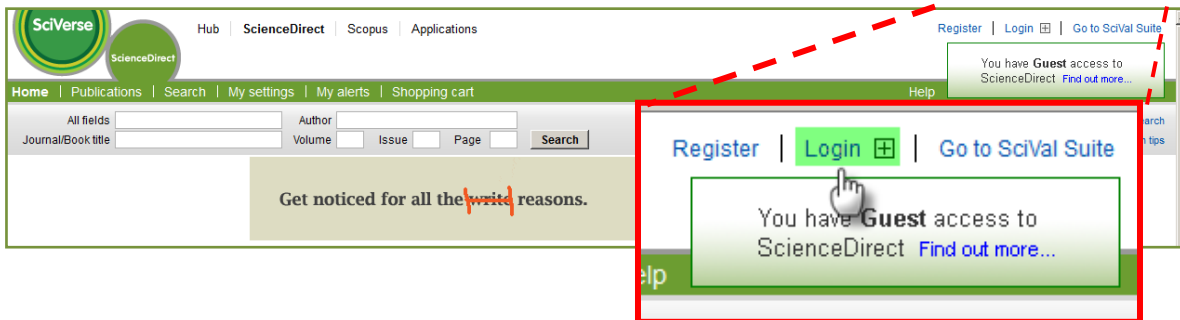 SciVerse
ScienceDirect
Hub | ScienceDirect | Scopus | Applications
Register | Login | Go to SciVal Suite
You have Guest access to
ScienceDirect Find out more...
Home | Publications | Search | My settings | My alerts | Shopping cart
Help
All fields Author
Journal/Book title Volume Issue Page Search
arch
tips
Get noticed for all the write reasons.
Register | Login | Go to SciVal Suite
You have Guest access to
ScienceDirect Find out more...
elp